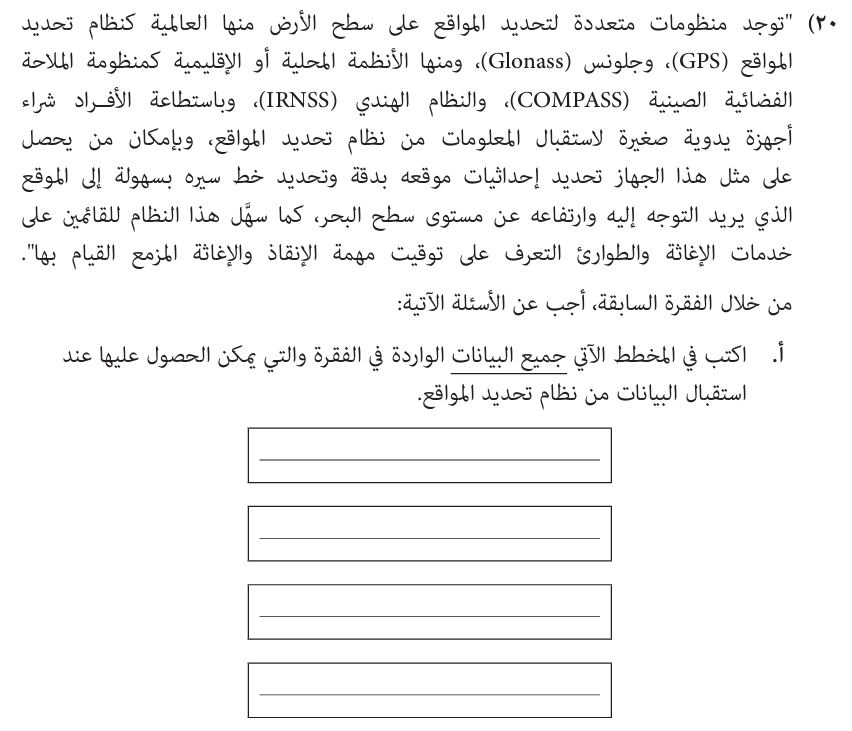 ٢٠) "توجد منظومات متعددة لتحديد المواقع على سطح الأرض منها العالمية كنظام تحديد
المواقع (GPS)، وجلونس (Glonass)، ومنها الأنظمة المحلية أو الإقليمية كمنظومة الملاحة
الفضائية الصينية (COMPASS)، والنظام الهندي (IRNSS)، وباستطاعة الأفـراد شراء
أجهزة يدوية صغيرة لاستقبال المعلومات من نظام تحديد المواقع، وبإمكان من يحصل
على مثل هذا الجهاز تحديد إحداثيات موقعه بدقة وتحديد خط سيره بسهولة إلى الموقع
الذي يريد التوجه إليه وارتفاعه عن مستوى سطح البحر، كما سهَّل هذا النظام للقائمين على
خدمات الإغاثة والطوارئ التعرف على توقيت مهمة الإنقاذ والإغاثة المزمع القيام بها".
من خلال الفقرة السابقة، أجب عن الأسئلة الآتية:
أ. اكتب في المخطط الآتي جميع البيانات الواردة في الفقرة والتي يمكن الحصول عليها عند
استقبال البيانات من نظام تحديد المواقع.